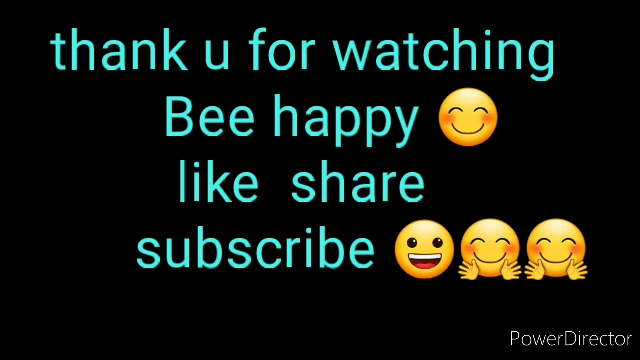 thank u for watching
Bee happy 😊
like share
subscribe 😀🤗🤗
PowerDirector